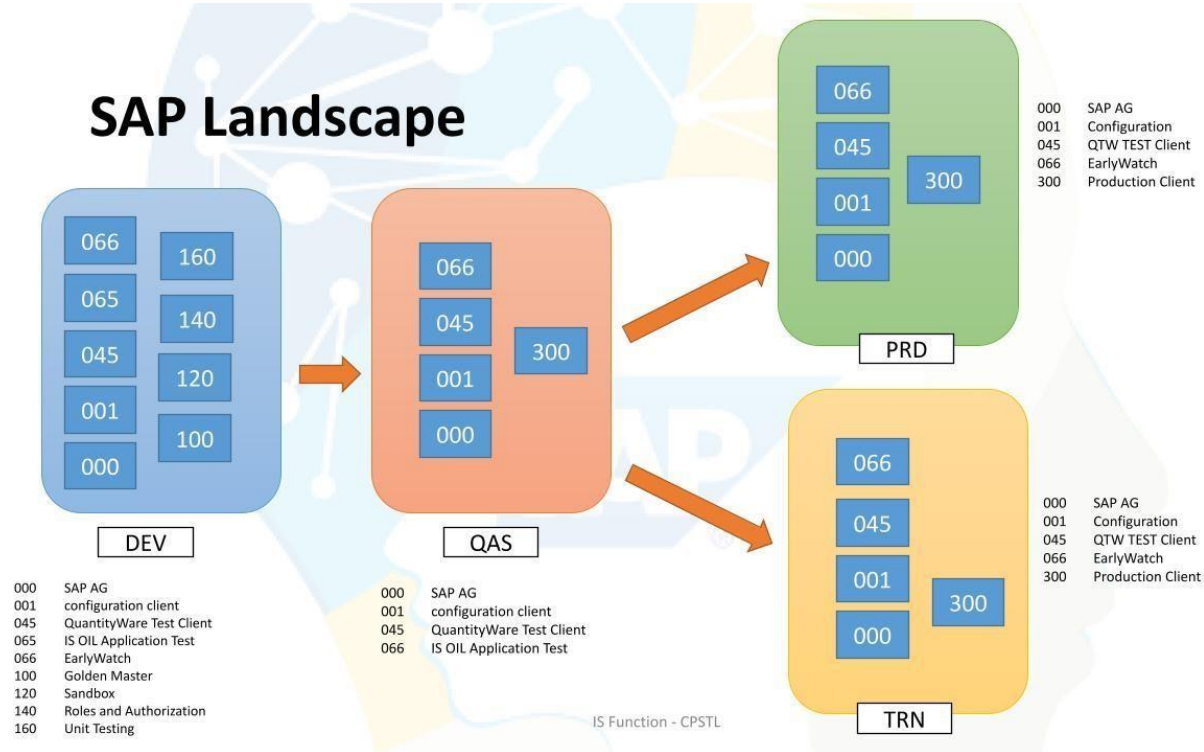 SAP Landscape
066
065
045
001
000
160
140
120
100
DEV
000 SAP AG
001 configuration client
045 QuantityWare Test Client
065 IS OIL Application Test
066 EarlyWatch
100 Golden Master
120 Sandbox
140 Roles and Authorization
160 Unit Testing
066
045
001
000
300
QAS
000 SAP AG
001 configuration client
045 QuantityWare Test Client
066 IS OIL Application Test
066
045
001
000
300
PRD
000 SAP AG
001 Configuration
045 QTW TEST Client
066 EarlyWatch
300 Production Client
066
045
001
000
300
TRN
000 SAP AG
001 Configuration
045 QTW TEST Client
066 EarlyWatch
300 Production Client
SAP
®
IS Function - CPSTL